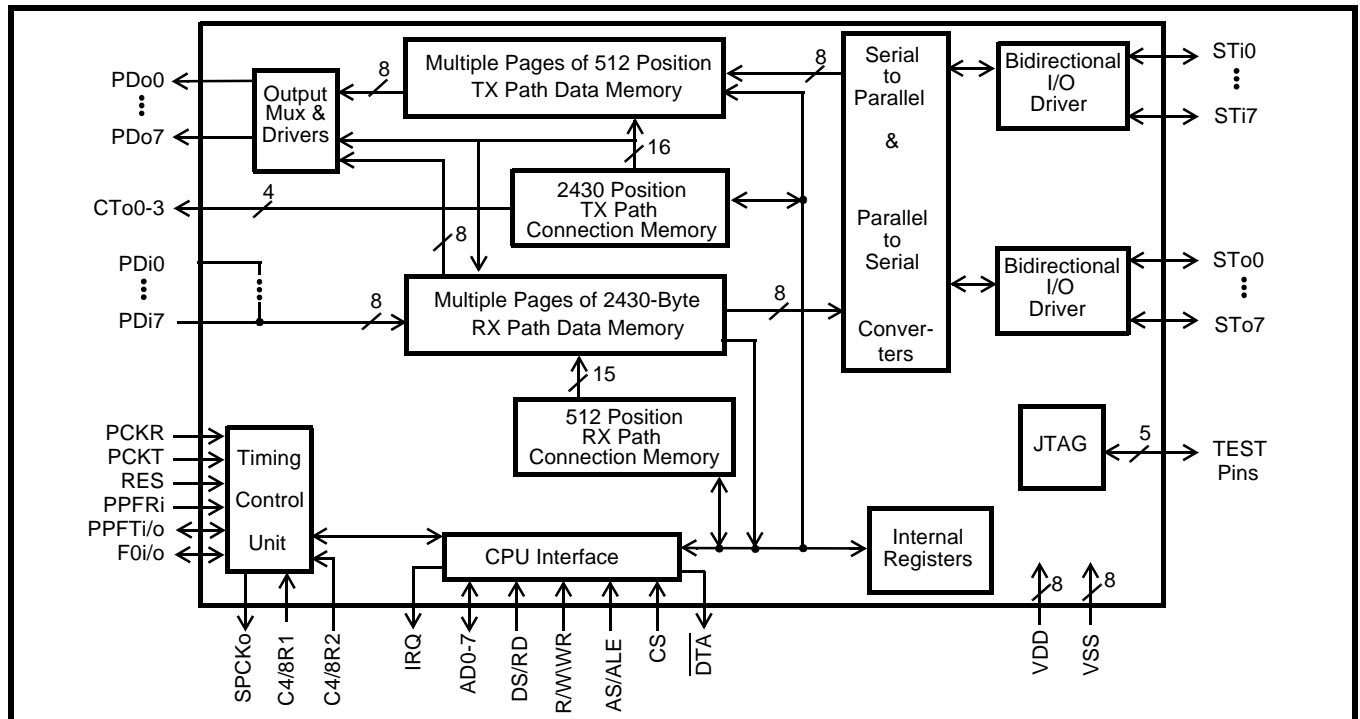 PDo0
PDo7
CTo0-3
PDi0
PDi7
Output
Mux &
Drivers
8
Multiple Pages of 512 Position
TX Path Data Memory
8
16
4
2430 Position
TX Path
Connection Memory
8
8
Multiple Pages of 2430-Byte
RX Path Data Memory
8
15
512 Position
RX Path
Connection Memory
Serial
to
Parallel
&
Parallel
to
Serial
Conver-
ters
Bidirectional
I/O
Driver
STi0
STi7
Bidirectional
I/O
Driver
STo0
STo7
JTAG
5
TEST
Pins
PCKR
PCKT
RES
PPFRi
PPFTi/o
F0i/o
Timing
Control
Unit
CPU Interface
Internal
Registers
8
8
SPCKo
C4/8R1
C4/8R2
IRQ
AD0-7
DS/RD
R/W\WR
AS/ALE
CS
DTA
VDD
VSS